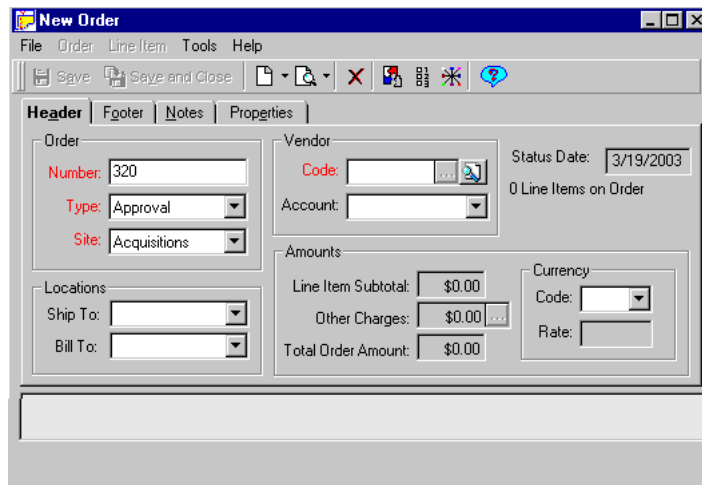 New Order
File Order Line Item Tools Help
Save Save and Close
Header Footer Notes Properties
Order
Number: 320
Type: Approval
Site: Acquisitions
Vendor
Code: ...
Account:
Status Date: 3/19/2003
0 Line Items on Order
Locations
Ship To:
Bill To:
Amounts
Line Item Subtotal: $0.00
Other Charges: $0.00 ...
Total Order Amount: $0.00
Currency
Code:
Rate: